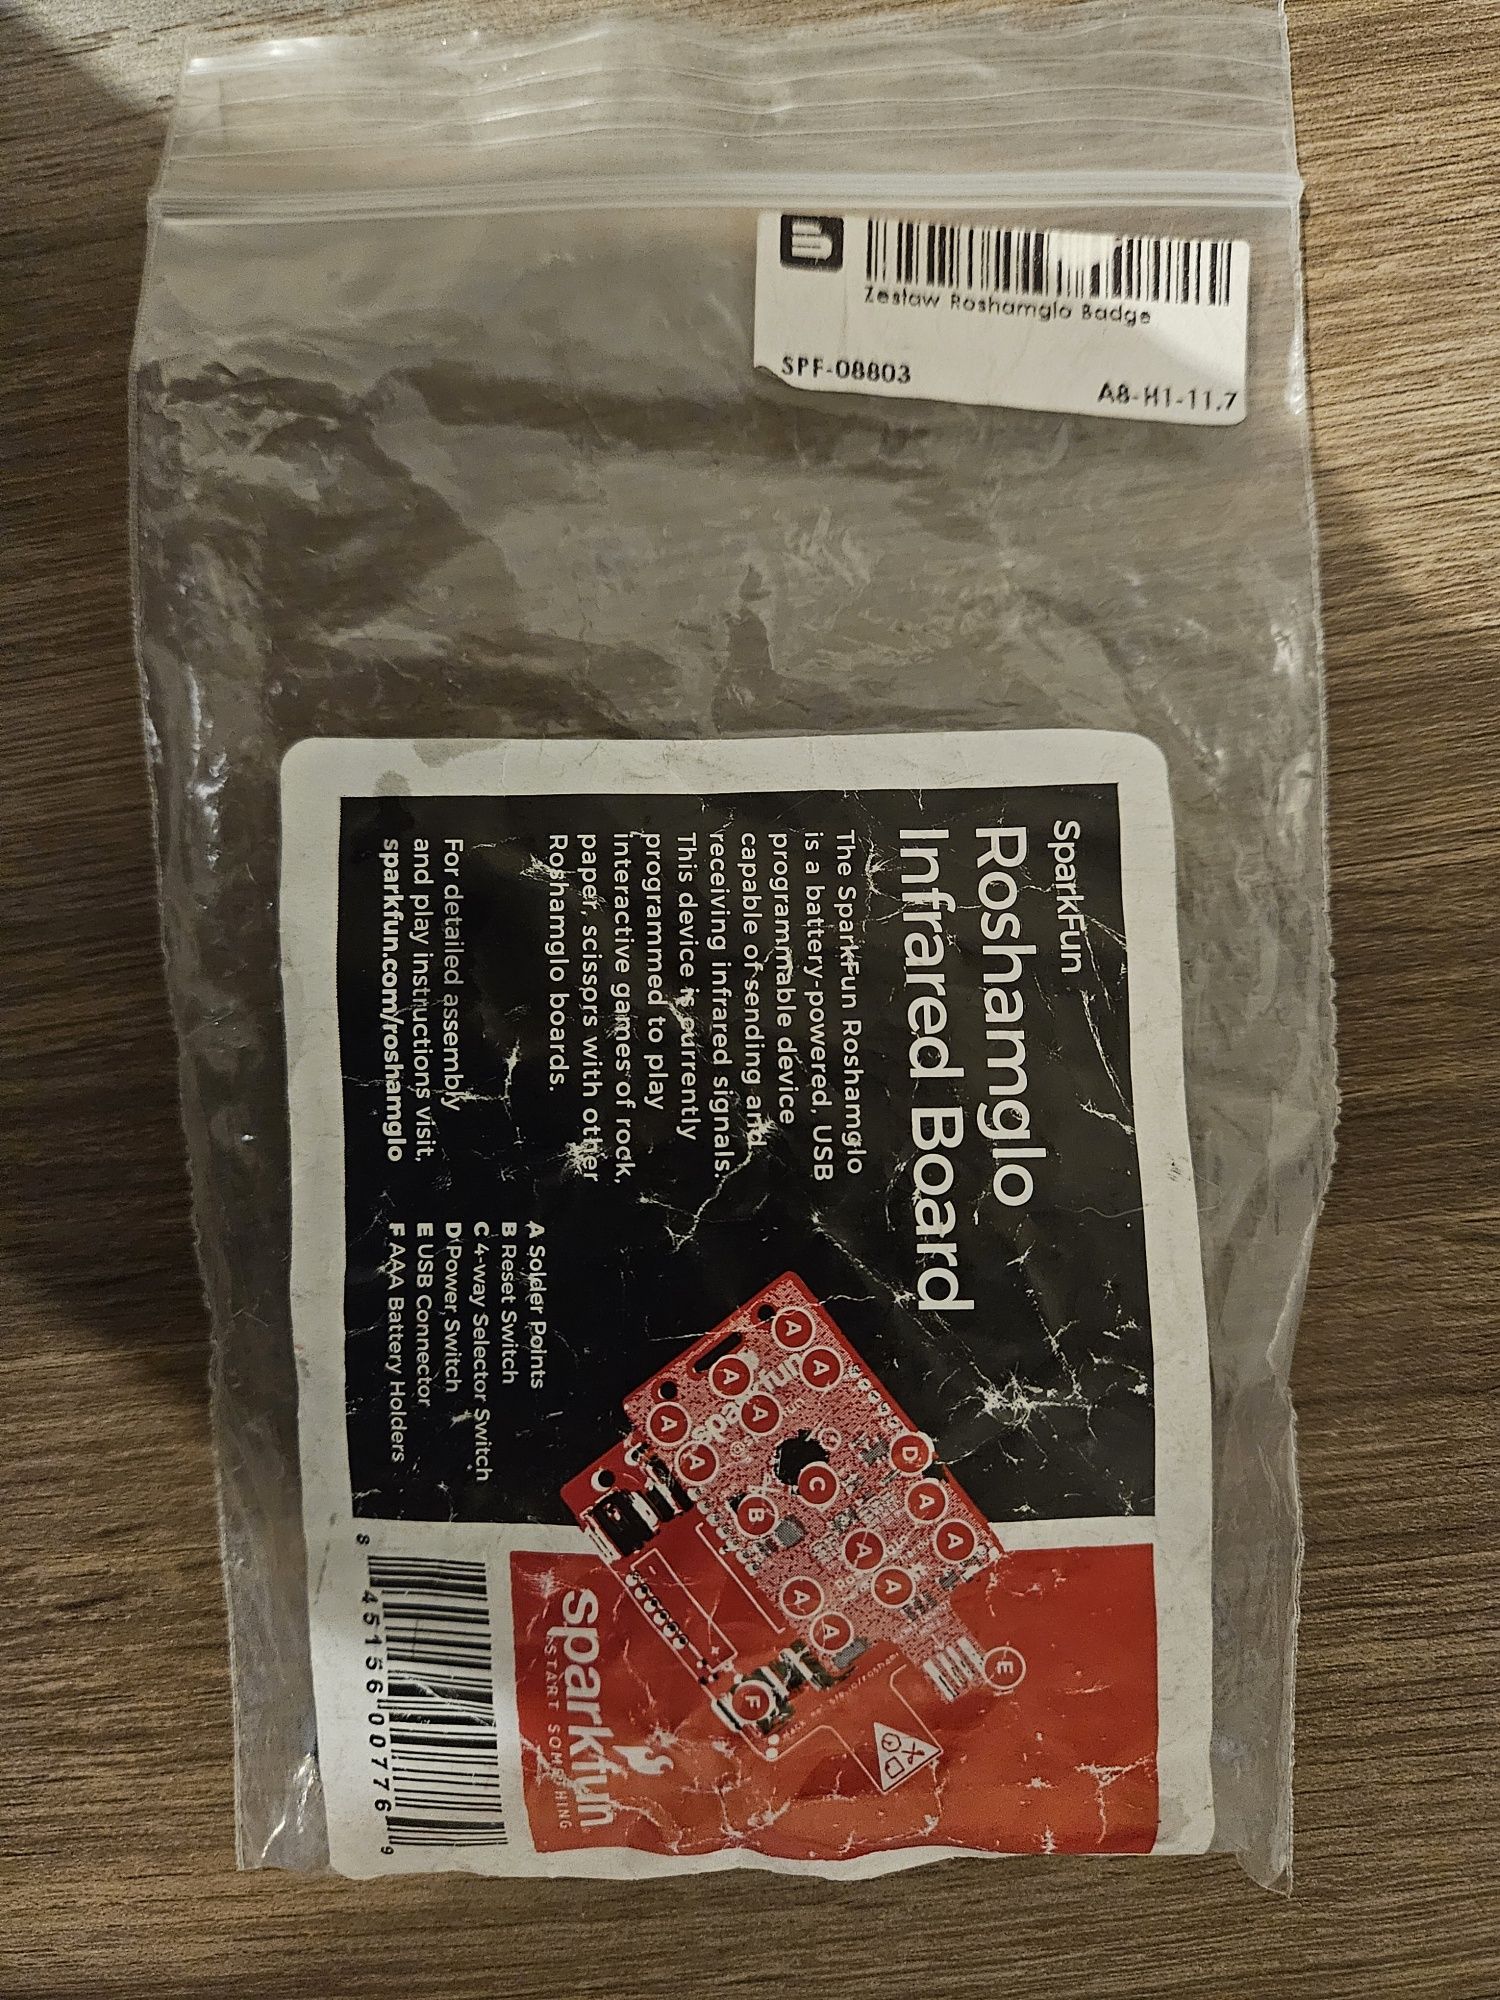 Zestaw Roshamglo Badge
SPF-08803
A8-H1-11.7
SparkFun
Roshamglo
Infrared Board
The SparkFun Roshamglo
is a battery-powered, USB
programmable device
capable of sending and
receiving infrared signals.
This device is currently
programmed to play
interactive games of rock,
paper, scissors with other
Roshamglo boards.
For detailed assembly
and play instructions visit,
sparkfun.com/roshamglo
A Solder Points
B Reset Switch
C 4-way Selector Switch
D Power Switch
E USB Connector
F AAA Battery Holders
A
A
A
A
A
A
sparkfun
D
C
B
A
A
A
A
A
A
E
F
sparkfun
START SOMETHING
8 45156 00776 9